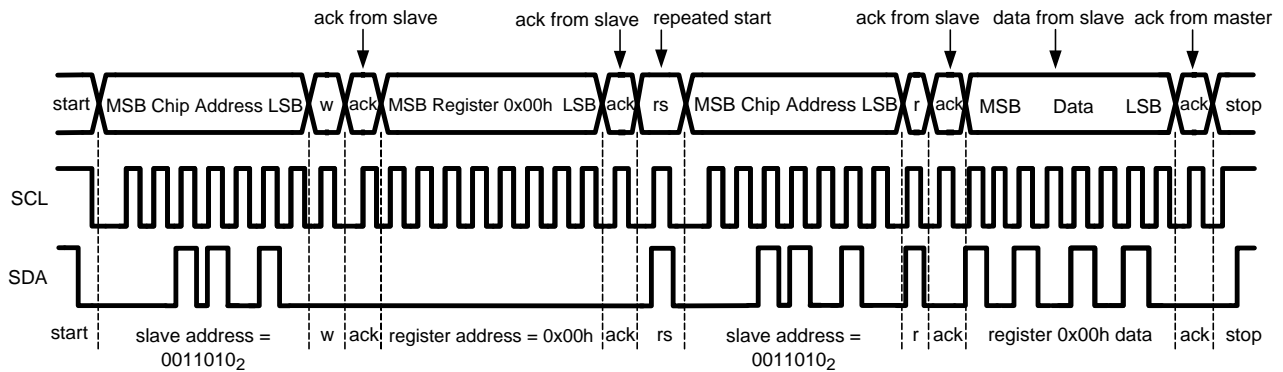 ack from slave
ack from slave repeated start
ack from slave data from slave ack from master
start MSB Chip Address LSB w ack MSB Register 0x00h LSB ack rs MSB Chip Address LSB r ack MSB Data LSB ack stop
SCL
SDA
start slave address = 0011010₂ w ack register address = 0x00h ack rs slave address = 0011010₂ r ack register 0x00h data ack stop